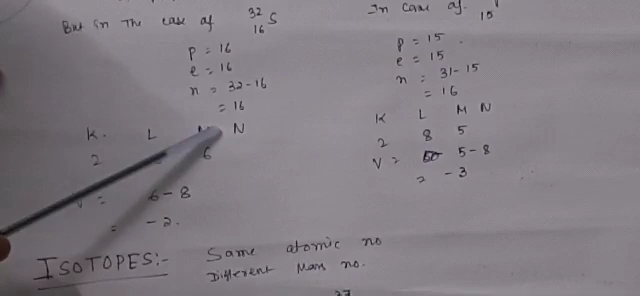 But in the case of 32 16 S
P = 16
e = 16
n = 32-16
= 16
K. L N
2 6
V = 6-8
= -2.
In case of 15
P = 15
e = 15
n = 31-15
= 16
K L M N
2 8 5
V = 5-8
= -3
ISOTOPES:- Same atomic no
Different Mass no.
37